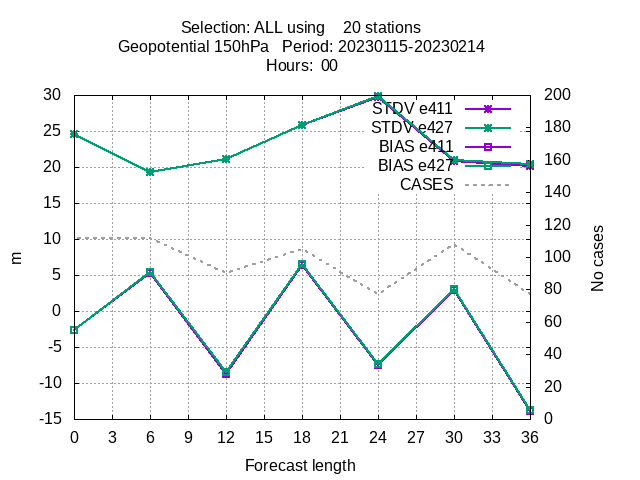 Selection: ALL using    20 stations
Geopotential 150hPa   Period: 20230115-20230214
Hours:  00
30
25
20
15
10
5
0
-5
-10
-15
200
180
160
140
120
100
80
60
40
20
0
STDV e411
STDV e427
BIAS e411
BIAS e427
CASES
m
No cases
0 3 6 9 12 15 18 21 24 27 30 33 36
Forecast length